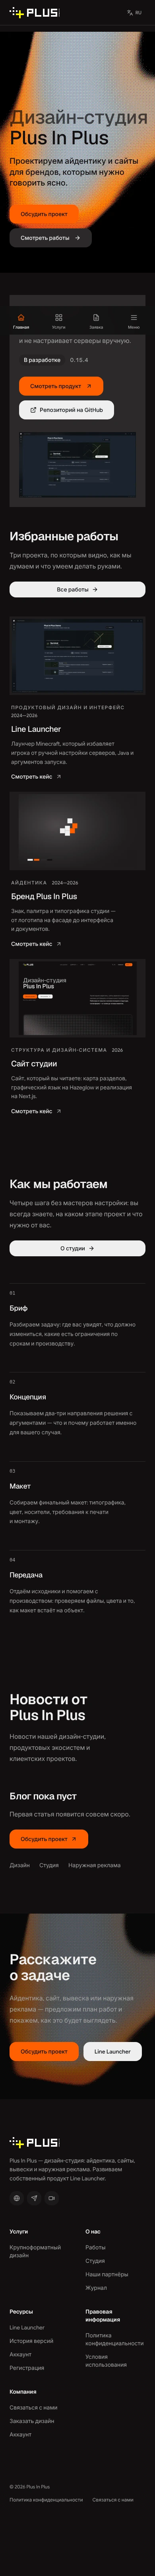 PLUS
RU
Дизайн-студия
Plus In Plus
Проектируем айдентику и сайты
для брендов, которым нужно
говорить ясно.
Обсудить проект
Смотреть работы →
Главная
Услуги
Заявка
Меню
и не настраивает серверы вручную.
В разработке
0.15.4
Смотреть продукт ↗
Репозиторий на GitHub
Избранные работы
Три проекта, по которым видно, как мы
думаем и что умеем делать руками.
Все работы →
ПРОДУКТОВЫЙ ДИЗАЙН И ИНТЕРФЕЙС
2024—2026
Line Launcher
Лаунчер Minecraft, который избавляет
игрока от ручной настройки серверов, Java и
аргументов запуска.
Смотреть кейс ↗
АЙДЕНТИКА 2024—2026
Бренд Plus In Plus
Знак, палитра и типографика студии —
от логотипа на фасаде до интерфейса
и документов.
Смотреть кейс ↗
Дизайн-студия
Plus In Plus
СТРУКТУРА И ДИЗАЙН-СИСТЕМА 2026
Сайт студии
Сайт, который вы читаете: карта разделов,
графический язык на Hazeglow и реализация
на Next.js.
Смотреть кейс ↗
Как мы работаем
Четыре шага без мастеров настройки: вы
всегда знаете, на каком этапе проект и что
нужно от вас.
О студии →
01
Бриф
Разбираем задачу: где вас увидят, что должно
измениться, какие есть ограничения по
срокам и производству.
02
Концепция
Показываем два-три направления решения с
аргументами — что и почему работает именно
для вашего случая.
03
Макет
Собираем финальный макет: типографика,
цвет, носители, требования к печати
и монтажу.
04
Передача
Отдаём исходники и помогаем с
производством: проверяем файлы, цвета и то,
как макет встаёт на объект.
Новости от
Plus In Plus
Новости нашей дизайн-студии,
продуктовых экосистем и
клиентских проектов.
Блог пока пуст
Первая статья появится совсем скоро.
Обсудить проект ↗
Дизайн
Студия
Наружная реклама
Расскажите
о задаче
Айдентика, сайт, вывеска или наружная
реклама — предложим план работ и
покажем, как это будет выглядеть.
Обсудить проект
Line Launcher
PLUS
Plus In Plus — дизайн-студия: айдентика, сайты,
вывески и наружная реклама. Развиваем
собственный продукт Line Launcher.
Услуги
О нас
Крупноформатный
дизайн
Работы
Студия
Наши партнёры
Журнал
Ресурсы
Правовая
информация
Line Launcher
История версий
Аккаунт
Регистрация
Политика
конфиденциальности
Условия
использования
Компания
Связаться с нами
Заказать дизайн
Аккаунт
© 2026 Plus In Plus
Политика конфиденциальности
Связаться с нами